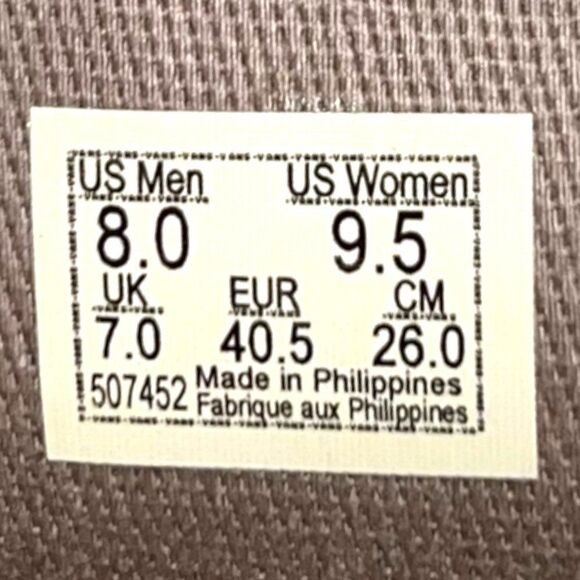 US Men US Women
8.0 9.5
UK EUR CM
7.0 40.5 26.0
507452 Made in Philippines
Fabrique aux Philippines